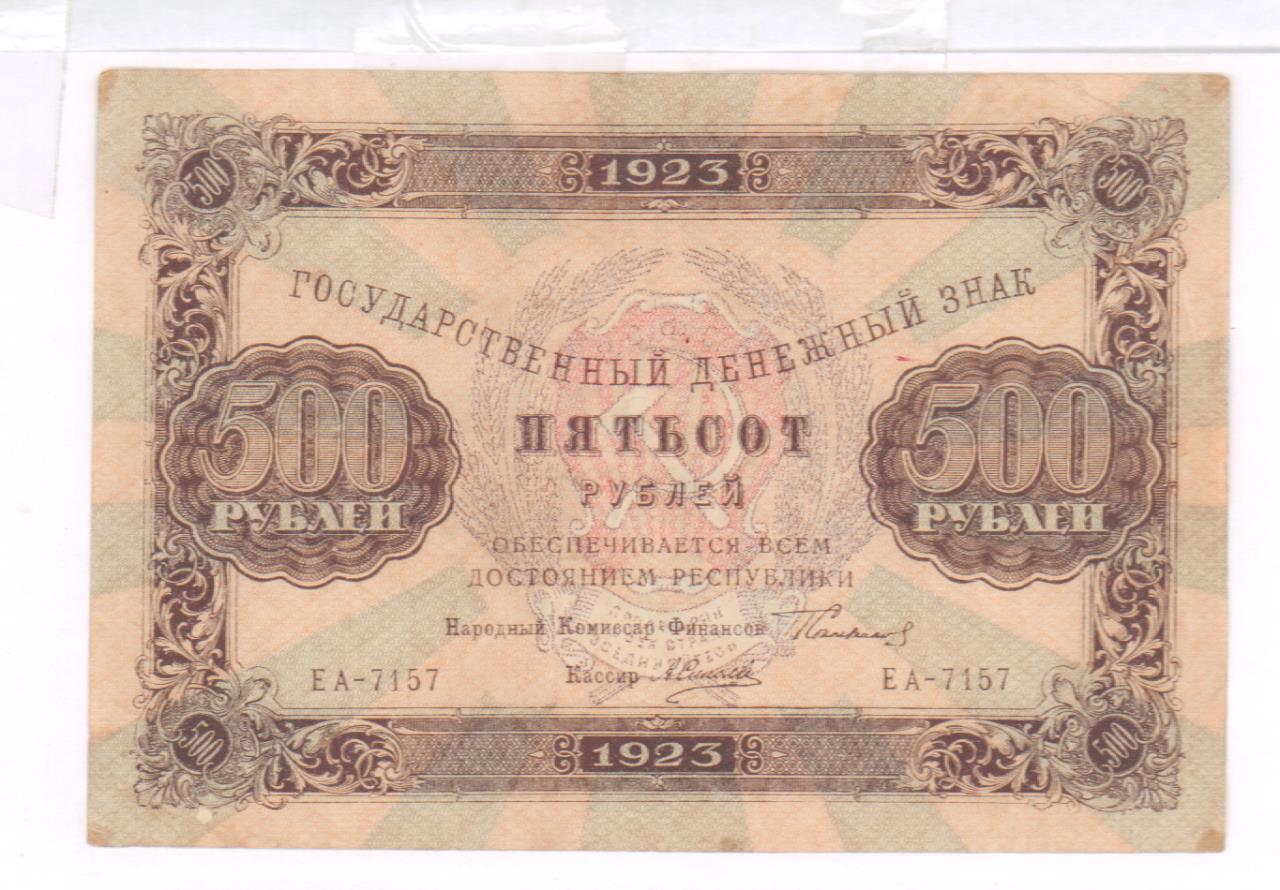 1923
500 500
ГОСУДАРСТВЕННЫЙ ДЕНЕЖНЫЙ ЗНАК
500 РУБЛЕЙ
ПЯТЬСОТ
РУБЛЕЙ
500 РУБЛЕЙ
ОБЕСПЕЧИВАЕТСЯ ВСЕМ
ДОСТОЯНИЕМ РЕСПУБЛИКИ
Народный Комиссар Финансов
Кассир
ЕА-7157 ЕА-7157
500 500
1923